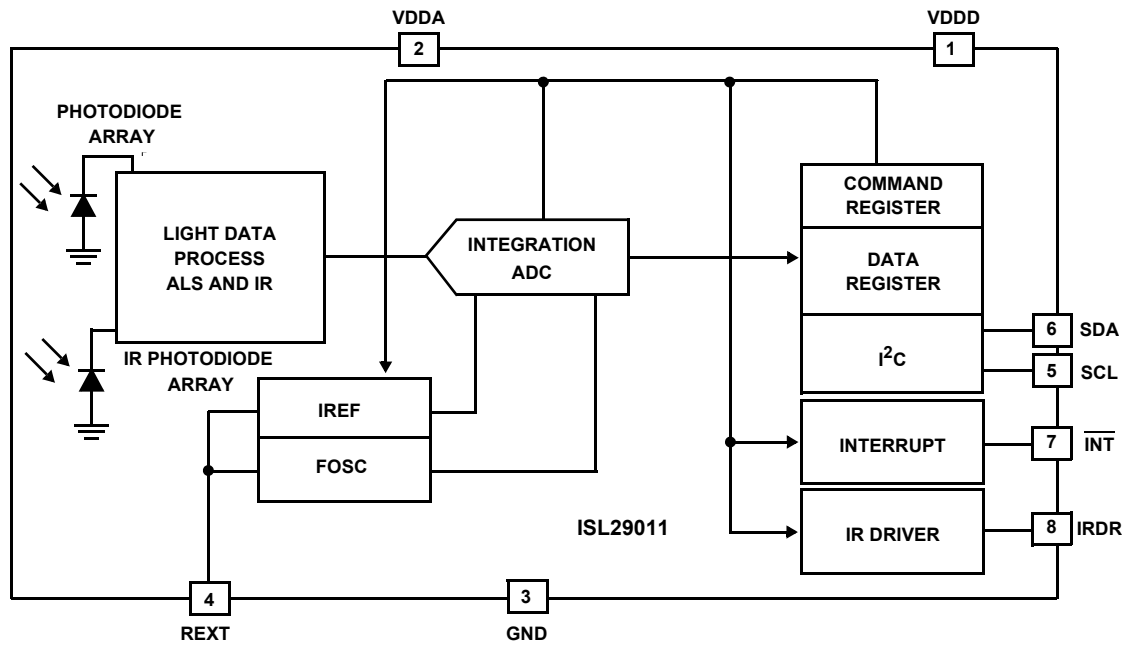 VDDA
2
VDDD
1
PHOTODIODE
ARRAY
LIGHT DATA
PROCESS
ALS AND IR
INTEGRATION
ADC
COMMAND
REGISTER
DATA
REGISTER
I²C
6 SDA
5 SCL
IR PHOTODIODE
ARRAY
IREF
FOSC
INTERRUPT
7 INT
ISL29011
IR DRIVER
8 IRDR
4
REXT
3
GND